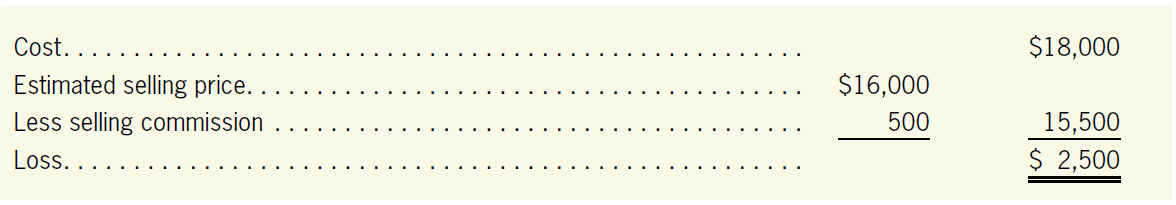 Cost. . . . . . . . . . . . . . . . . . . . . . . . . . . . . . . . . . . . . . . . . . . . . . . . . . . . . $18,000
Estimated selling price. . . . . . . . . . . . . . . . . . . . . . . . . . . . . . . . . . . . . . . . $16,000
Less selling commission . . . . . . . . . . . . . . . . . . . . . . . . . . . . . . . . . . . . . . 500 15,500
Loss. . . . . . . . . . . . . . . . . . . . . . . . . . . . . . . . . . . . . . . . . . . . . . . . . . . . . $ 2,500